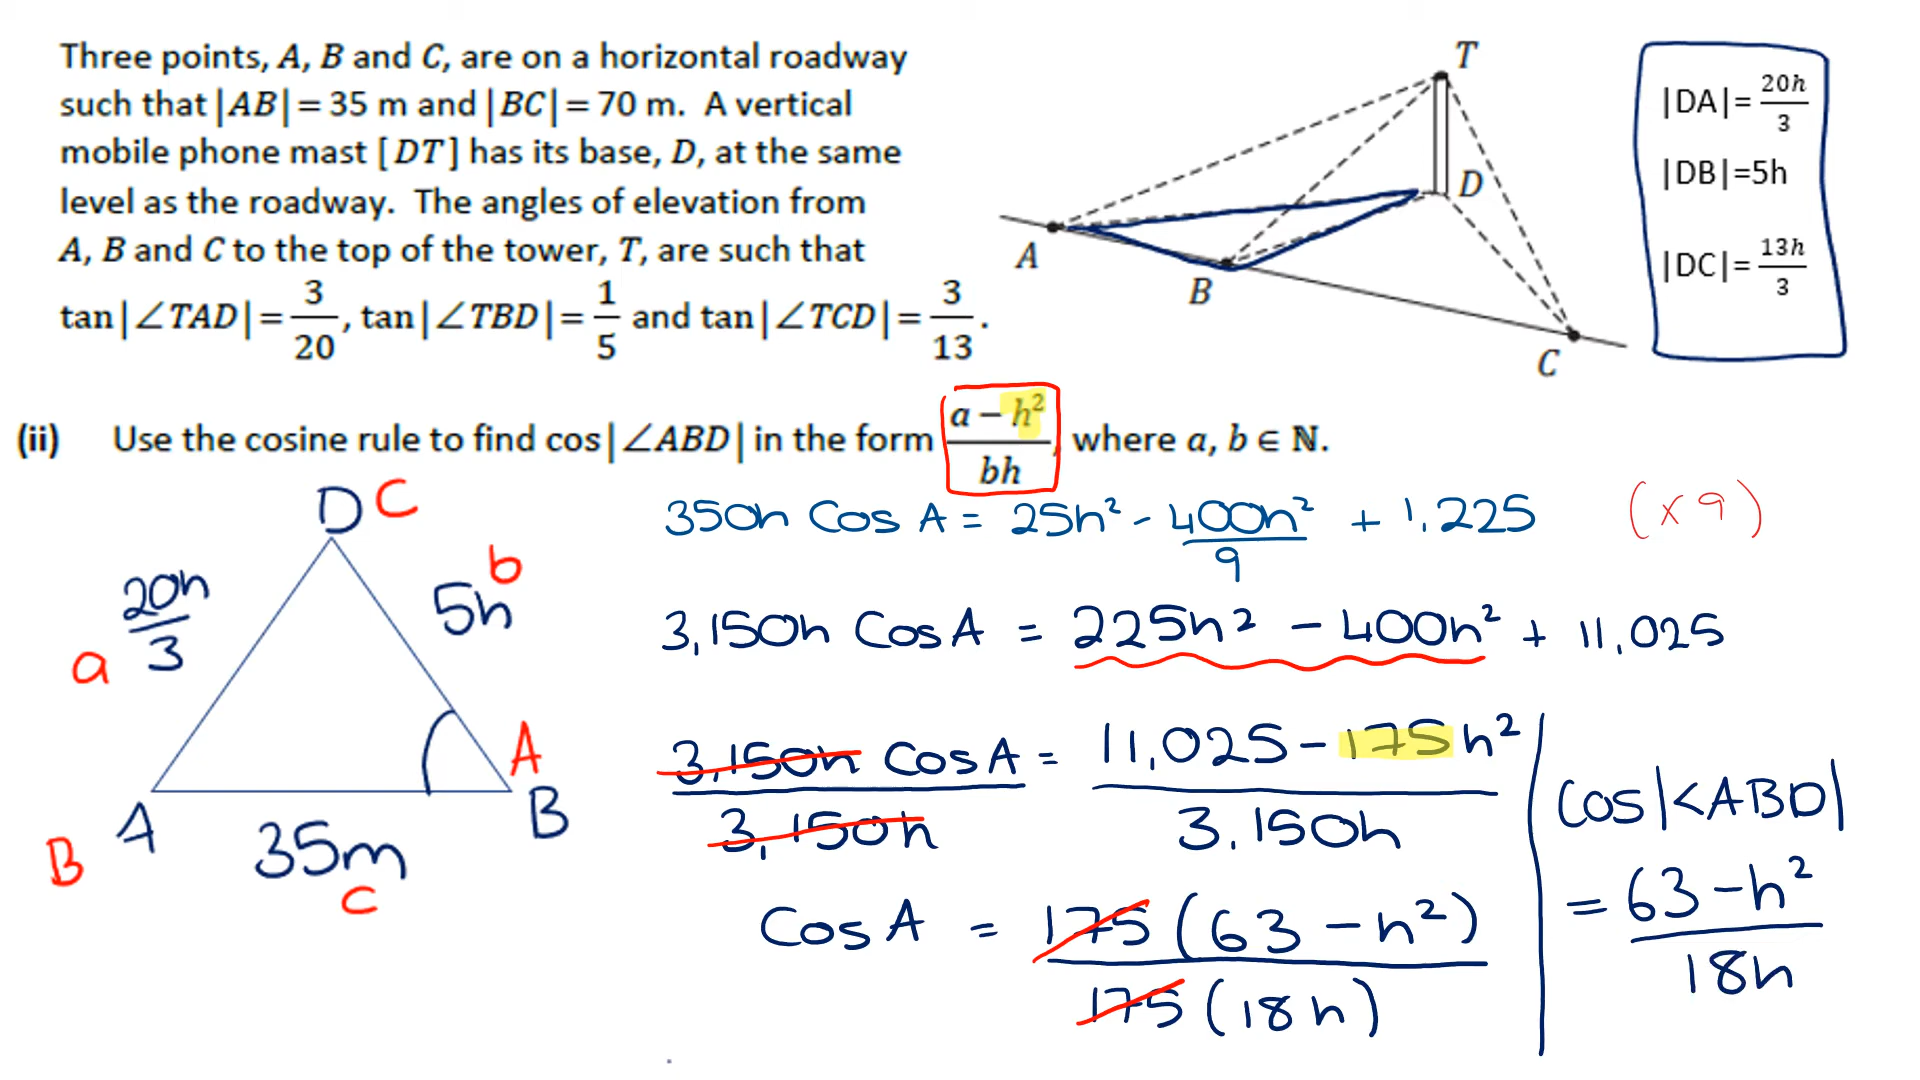 Three points, A, B and C, are on a horizontal roadway
such that |AB| = 35 m and |BC| = 70 m. A vertical
mobile phone mast [DT] has its base, D, at the same
level as the roadway. The angles of elevation from
A, B and C to the top of the tower, T, are such that
tan|∠TAD| = 3/20, tan|∠TBD| = 1/5 and tan|∠TCD| = 3/13.
T
D
A
B
C
|DA|= 20h/3
|DB|=5h
|DC|= 13h/3
(ii) Use the cosine rule to find cos|∠ABD| in the form (a − h²)/bh, where a, b ∈ ℕ.
D C
20h/3
a
b
5h
A
B
A
B
35m
c
350h Cos A = 25h² - 400h²/9 + 1,225 (x 9)
3,150h Cos A = 225h² - 400h² + 11,025
3,150h Cos A / 3,150h = (11,025 - 175h²) / 3,150h
Cos A = 175(63 - h²) / 175(18h)
Cos|<ABD|
= (63 - h²) / 18h